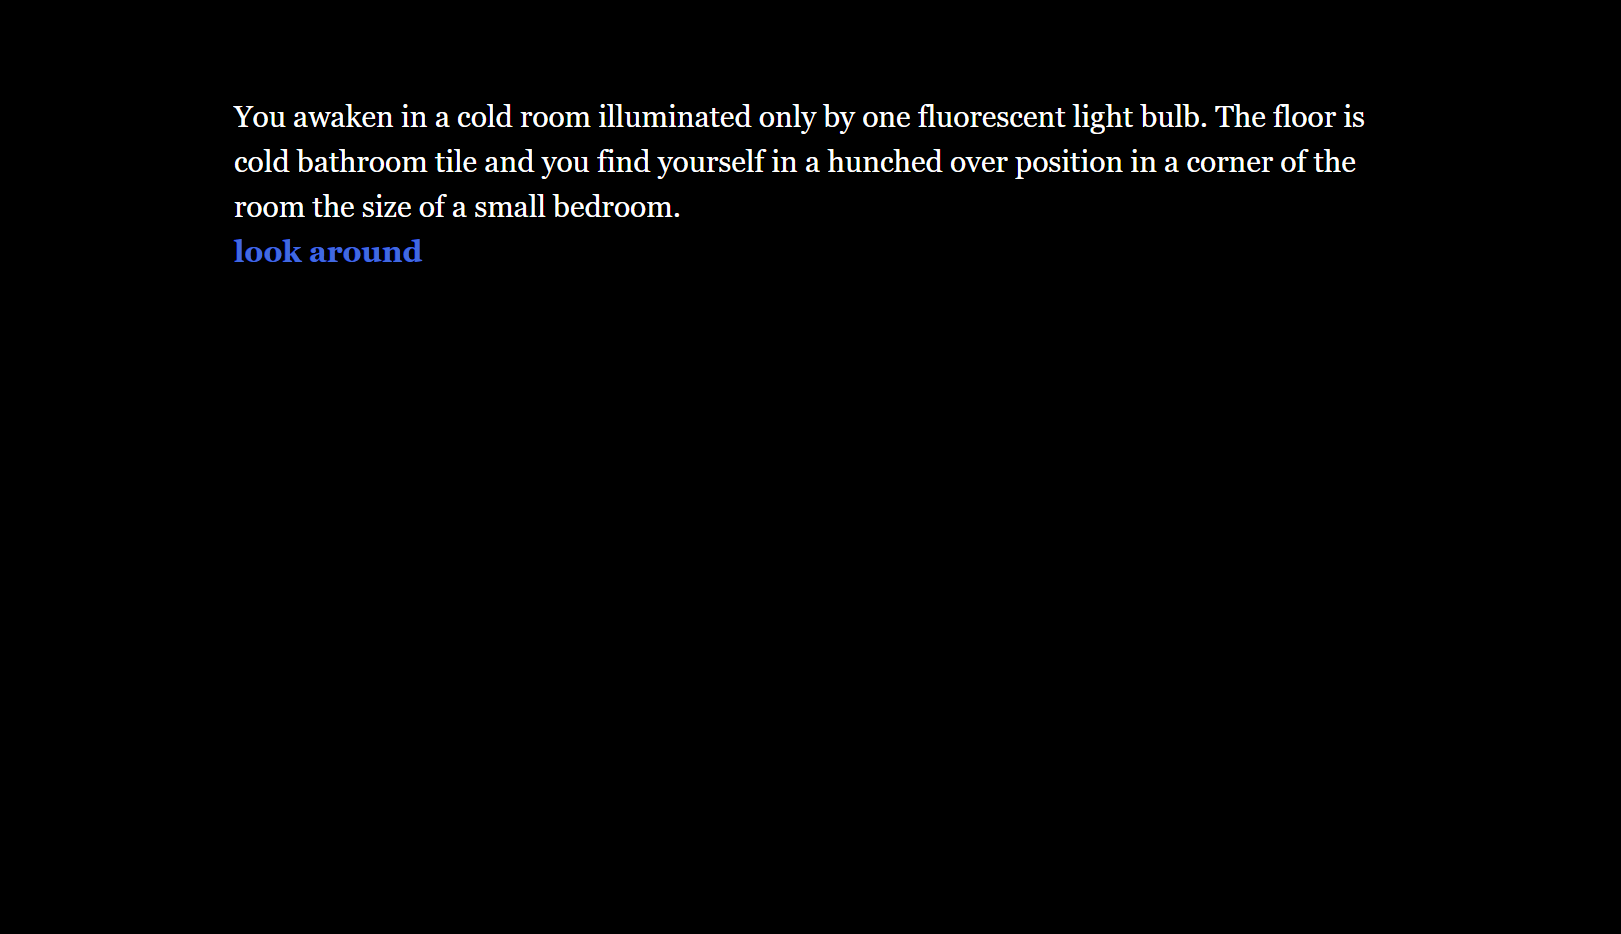 You awaken in a cold room illuminated only by one fluorescent light bulb. The floor is
cold bathroom tile and you find yourself in a hunched over position in a corner of the
room the size of a small bedroom.
look around